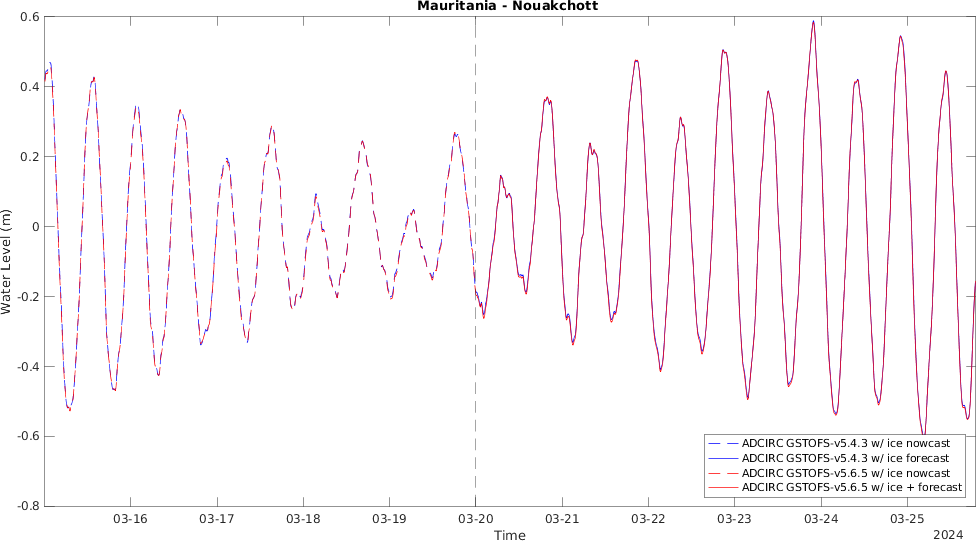 Mauritania - Nouakchott
0.6
0.4
0.2
0
-0.2
-0.4
-0.6
-0.8
Water Level (m)
ADCIRC GSTOFS-v5.4.3 w/ ice nowcast
ADCIRC GSTOFS-v5.4.3 w/ ice forecast
ADCIRC GSTOFS-v5.6.5 w/ ice nowcast
ADCIRC GSTOFS-v5.6.5 w/ ice + forecast
03-16 03-17 03-18 03-19 03-20 03-21 03-22 03-23 03-24 03-25
Time
2024